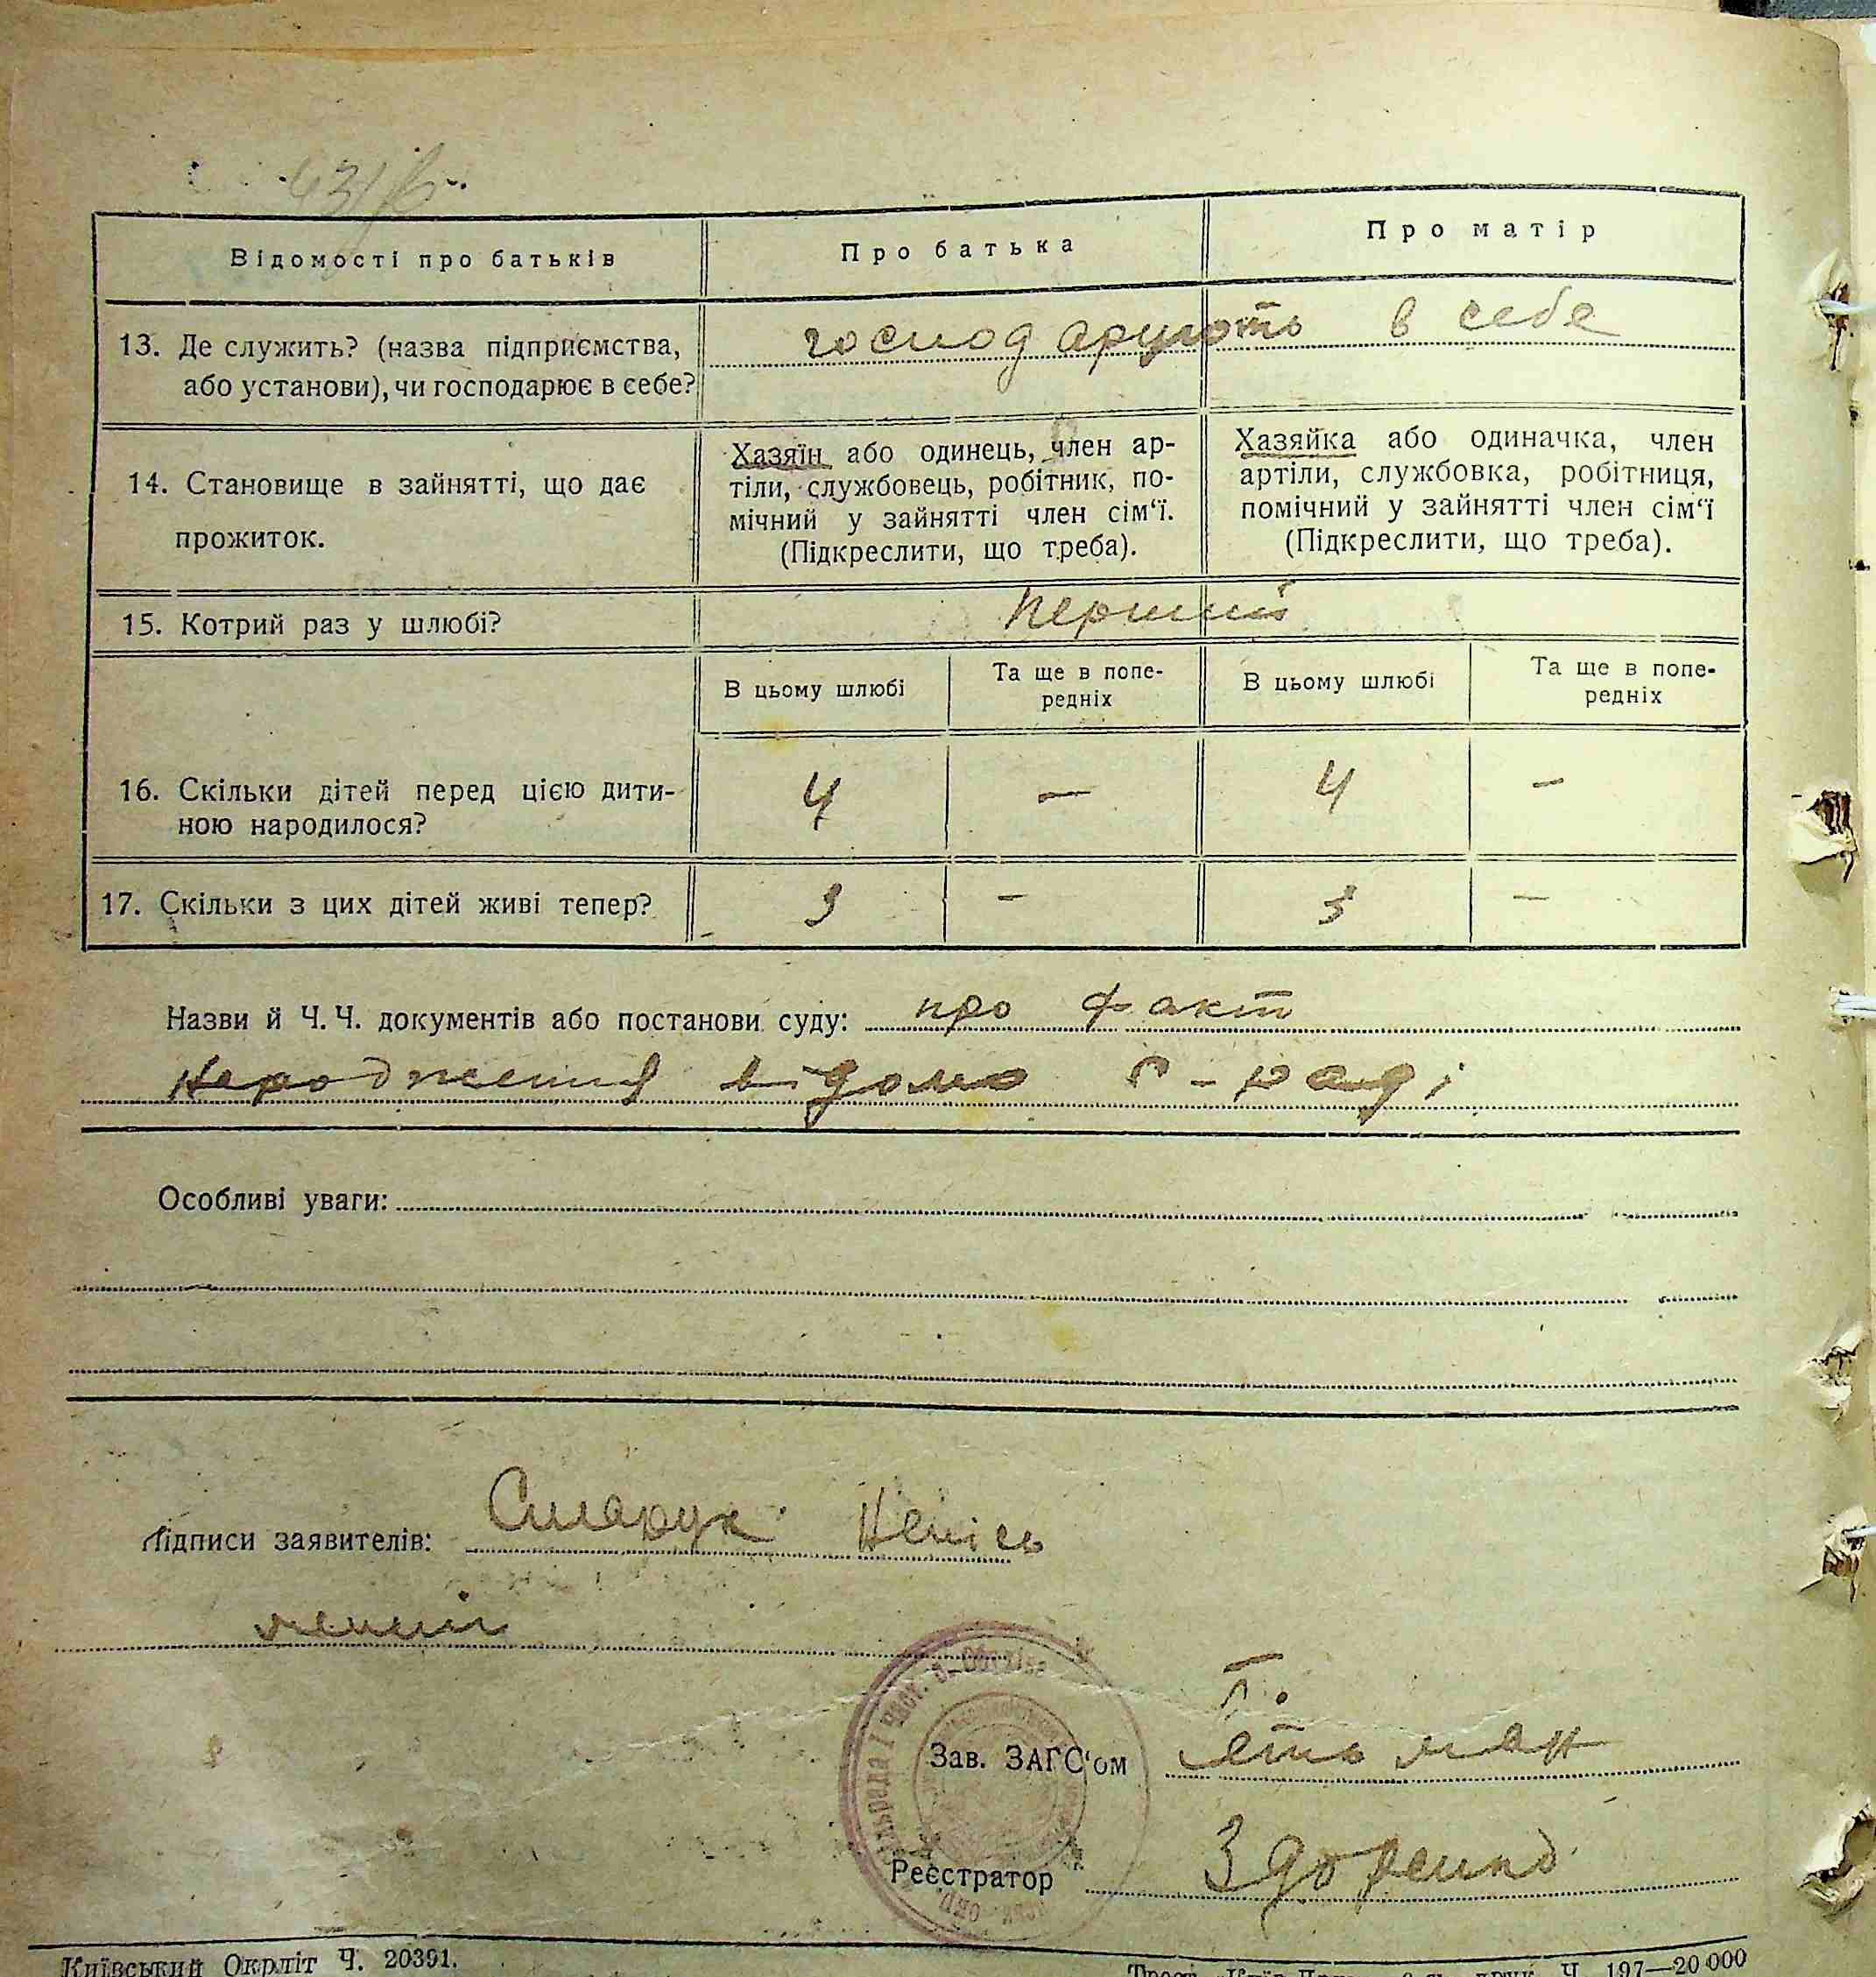 Відомості про батьків
Про батька
Про матір
13. Де служить? (назва підприємства,
або установи), чи господарює в себе?
господарують в себе
14. Становище в зайнятті, що дає
прожиток.
Хазяїн або одинець, член ар-
тіли, службовець, робітник, по-
мічний у зайнятті член сім‘ї.
(Підкреслити, що треба).
Хазяйка або одиначка, член
артіли, службовка, робітниця,
помічний у зайнятті член сім‘ї
(Підкреслити, що треба).
15. Котрий раз у шлюбі?
перший
В цьому шлюбі
Та ще в попе-
редніх
В цьому шлюбі
Та ще в попе-
редніх
16. Скільки дітей перед цією дити-
ною народилося?
4 — 4 —
17. Скільки з цих дітей живі тепер?
3 — 3 —
Назви й Ч. Ч. документів або постанови суду: про факт
народження відомо с-раді
Особливі уваги:
Підписи заявителів:
Зав. ЗАГС‘ом
Реєстратор
Київський Окрліт Ч. 20391.
друк. Ч. 197—20000